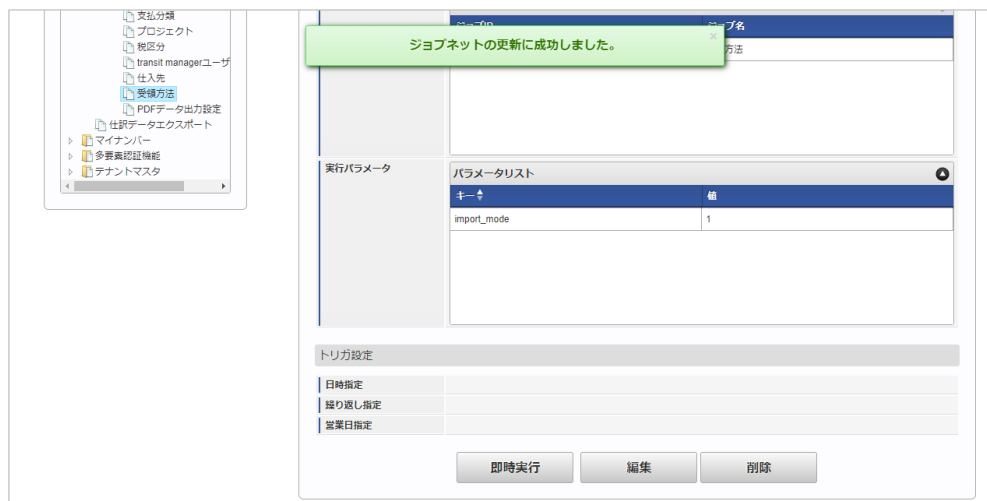 支払分類
プロジェクト
税区分
transit managerユーザ
仕入先
受領方法
PDFデータ出力設定
仕訳データエクスポート
マイナンバー
多要素認証機能
テナントマスタ
ジョブネットの更新に成功しました。
×
ジョブ名
方法
実行パラメータ
パラメータリスト
キー 値
import_mode 1
トリガ設定
日時指定
繰り返し指定
営業日指定
即時実行 編集 削除